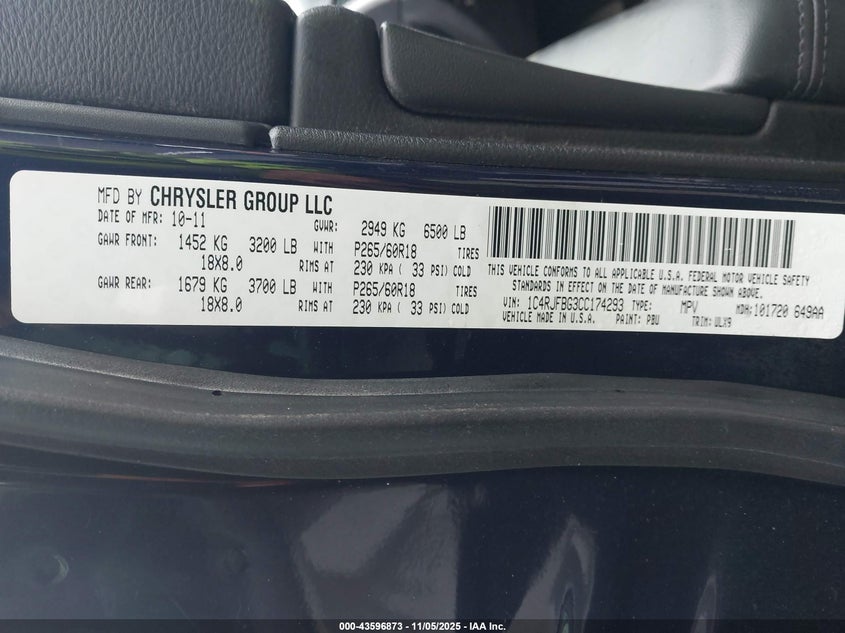 MFD BY CHRYSLER GROUP LLC
DATE OF MFR: 10-11 GVWR: 2949 KG 6500 LB
GAWR FRONT: 1452 KG 3200 LB WITH P265/60R18 TIRES
18X8.0 RIMS AT 230 KPA ( 33 PSI) COLD
GAWR REAR: 1679 KG 3700 LB WITH P265/60R18 TIRES
18X8.0 RIMS AT 230 KPA ( 33 PSI) COLD
THIS VEHICLE CONFORMS TO ALL APPLICABLE U.S.A. FEDERAL MOTOR VEHICLE SAFETY
STANDARDS IN EFFECT ON THE DATE OF MANUFACTURE SHOWN ABOVE.
VIN: 1C4RJFBG3CC174293 TYPE: MPV MDH: 101720 649AA
VEHICLE MADE IN U.S.A. PAINT: PBU TRIM: ULX9
000-43596873 - 11/05/2025 - IAA Inc.